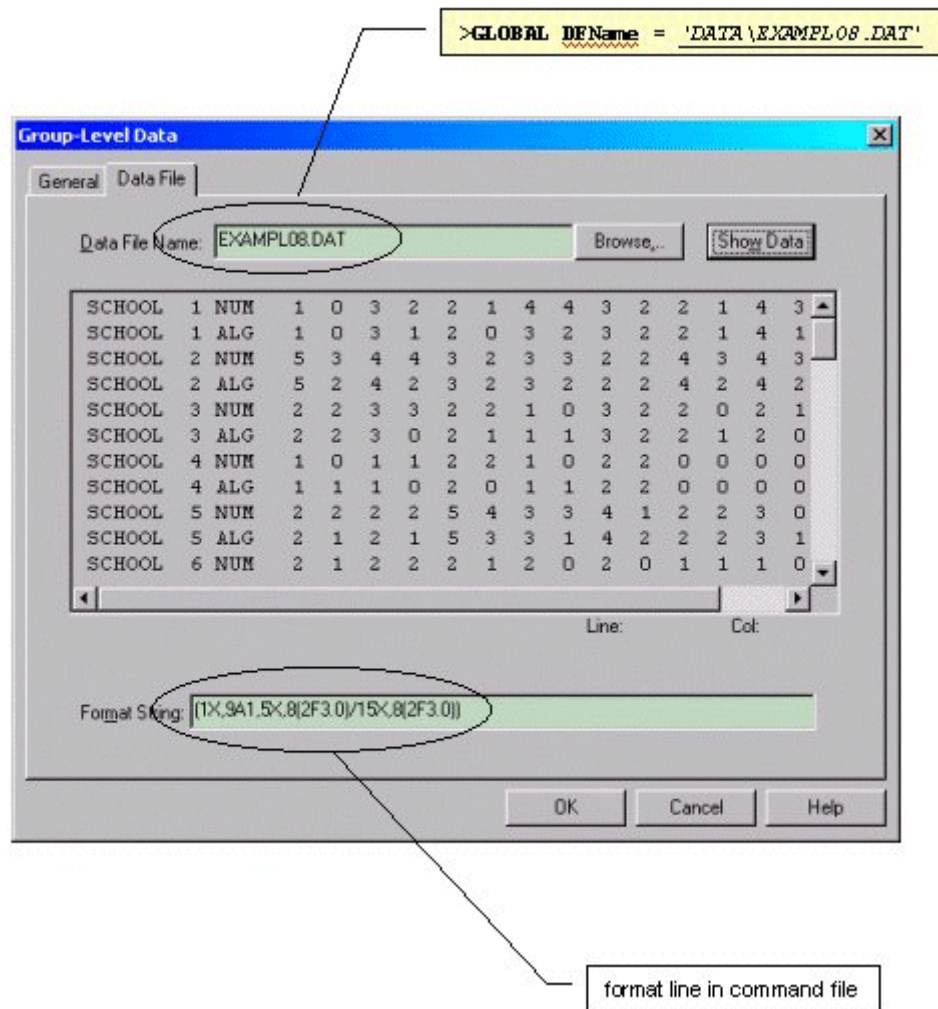 >GLOBAL DFName = 'DATA\EXAMPL08.DAT'
Group-Level Data
General Data File
Data File Name: EXAMPL08.DAT Browse... Show Data
SCHOOL 1 NUM 1 0 3 2 2 1 4 4 3 2 2 1 4 3
SCHOOL 1 ALG 1 0 3 1 2 0 3 2 3 2 2 1 4 1
SCHOOL 2 NUM 5 3 4 4 3 2 3 3 2 2 4 3 4 3
SCHOOL 2 ALG 5 2 4 2 3 2 3 2 2 2 4 2 4 2
SCHOOL 3 NUM 2 2 3 3 2 2 1 0 3 2 2 0 2 1
SCHOOL 3 ALG 2 2 3 0 2 1 1 1 3 2 2 1 2 0
SCHOOL 4 NUM 1 0 1 1 2 2 1 0 2 2 0 0 0 0
SCHOOL 4 ALG 1 1 1 0 2 0 1 1 2 2 0 0 0 0
SCHOOL 5 NUM 2 2 2 2 5 4 3 3 4 1 2 2 3 0
SCHOOL 5 ALG 2 1 2 1 5 3 3 1 4 2 2 2 3 1
SCHOOL 6 NUM 2 1 2 2 2 1 2 0 2 0 1 1 1 0
Line: Col:
Format String: (1X,9A1,5X,8(2F3.0)/15X,8(2F3.0))
OK Cancel Help
format line in command file